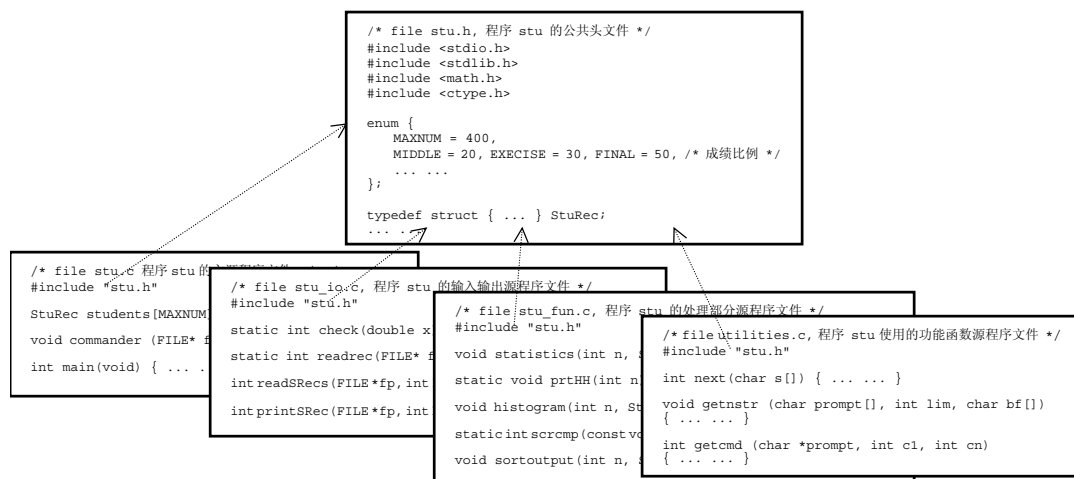 /* file stu.h, 程序 stu 的公共头文件 */
#include <stdio.h>
#include <stdlib.h>
#include <math.h>
#include <ctype.h>
enum {
MAXNUM = 400,
MIDDLE = 20, EXECISE = 30, FINAL = 50, /* 成绩比例 */
... ...
};
typedef struct { ... } StuRec;
... ...
/* file stu.c 程序 stu 的主源程序文件
#include "stu.h"
StuRec students[MAXNUM]
void commander (FILE* f
int main(void) { ... ..
/* file stu_io.c, 程序 stu 的输入输出源程序文件 */
#include "stu.h"
static int check(double x
static int readrec(FILE* f
int readSRecs(FILE *fp, int
int printSRec(FILE *fp, int
/* file stu_fun.c, 程序 stu 的处理部分源程序文件 */
#include "stu.h"
void statistics(int n, S
static void prtHH(int n)
void histogram(int n, St
static int scrcmp(const vo
void sortoutput(int n, S
/* file utilities.c, 程序 stu 使用的功能函数源程序文件 */
#include "stu.h"
int next(char s[]) { ... ... }
void getnstr (char prompt[], int lim, char bf[])
{ ... ... }
int getcmd (char *prompt, int c1, int cn)
{ ... ... }